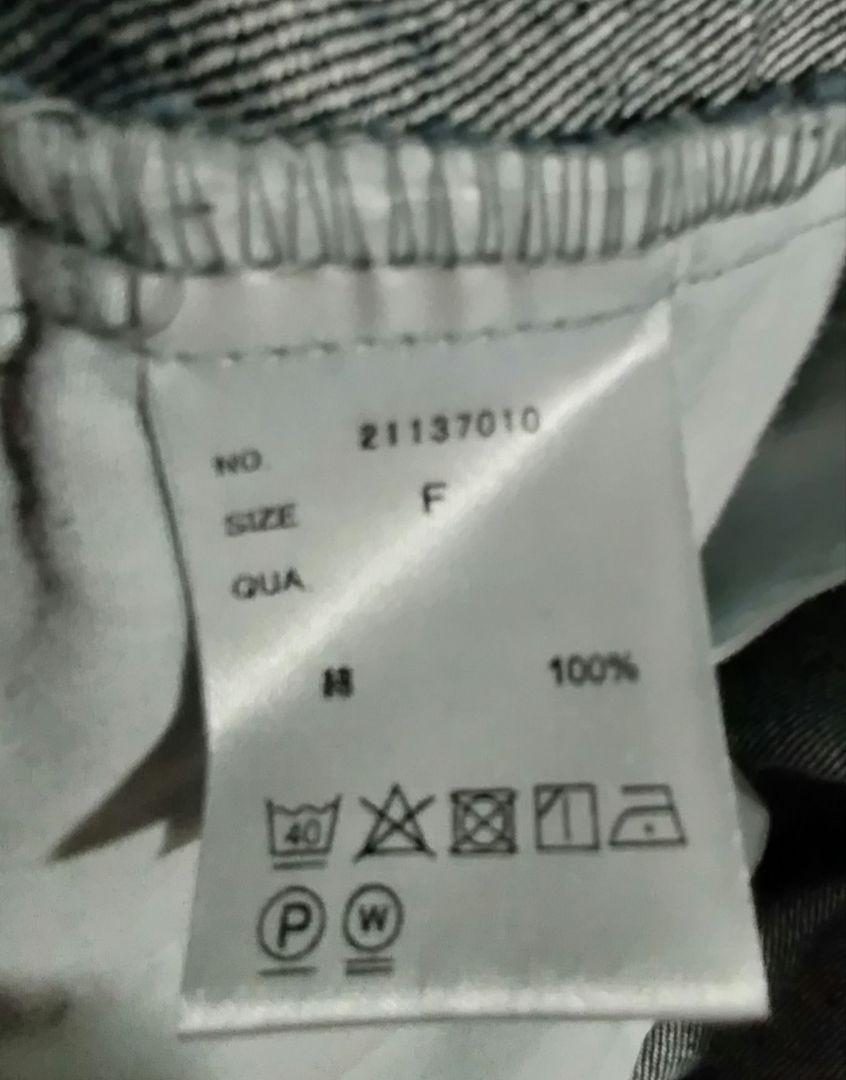 NO. 21137010
SIZE F
QUA.
綿 100%
40
P W